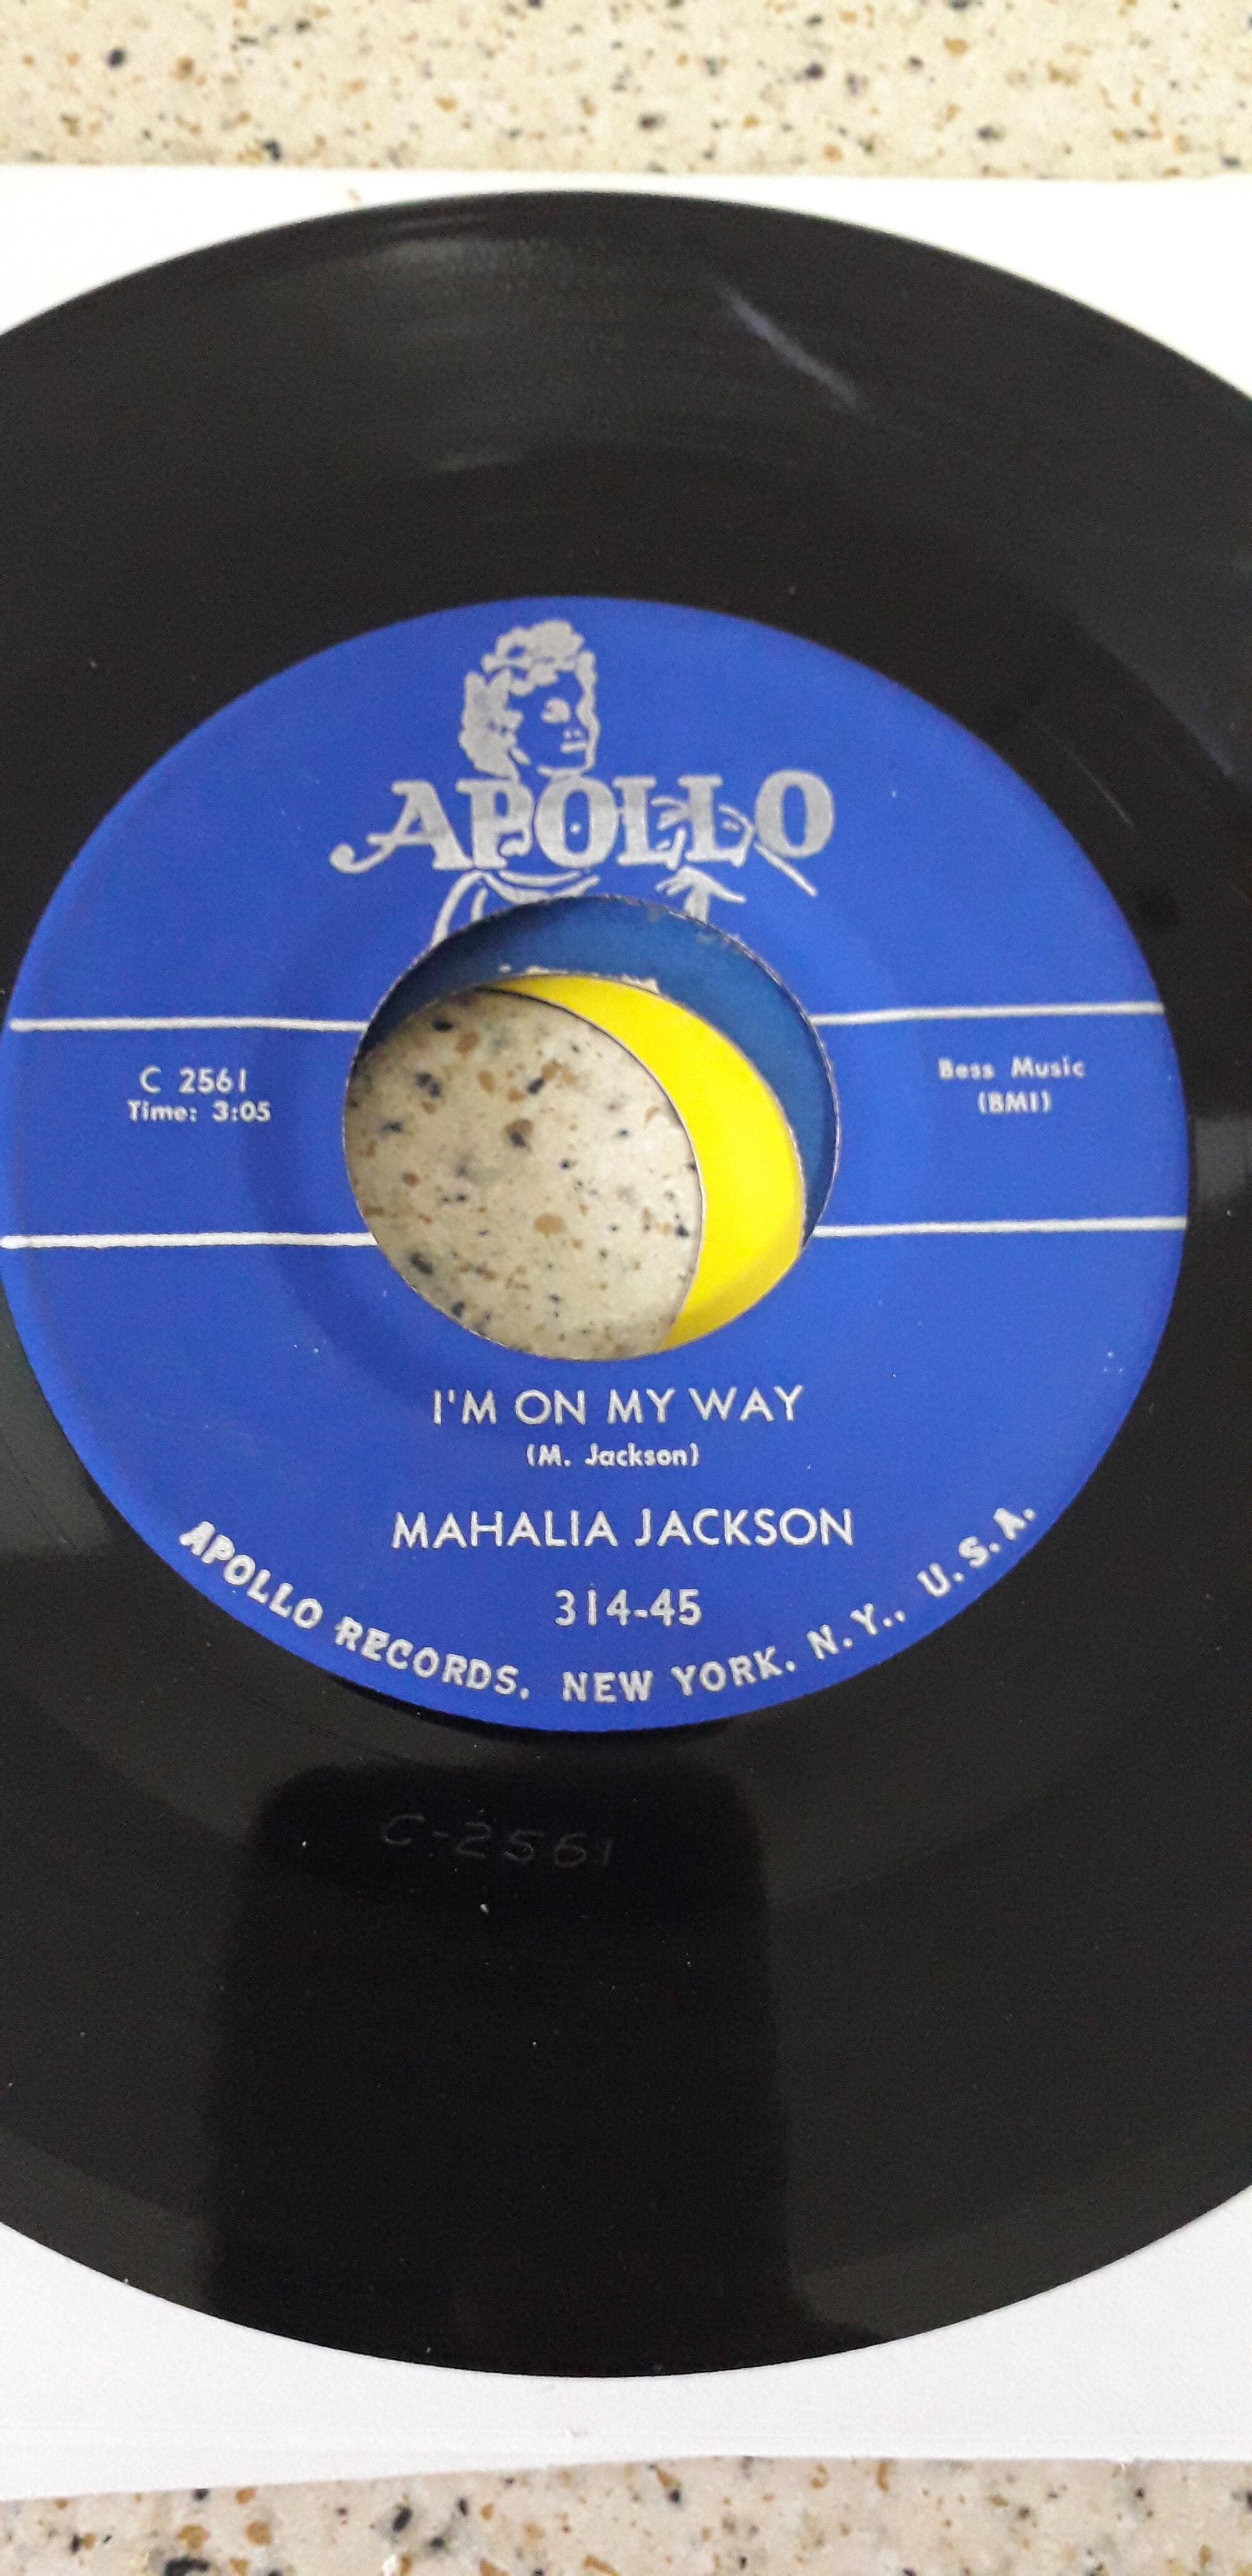 APOLLO
C 2561
Time: 3:05
Bess Music
(BMI)
I'M ON MY WAY
(M. Jackson)
MAHALIA JACKSON
314-45
APOLLO RECORDS, NEW YORK, N.Y., U.S.A.
C-2561